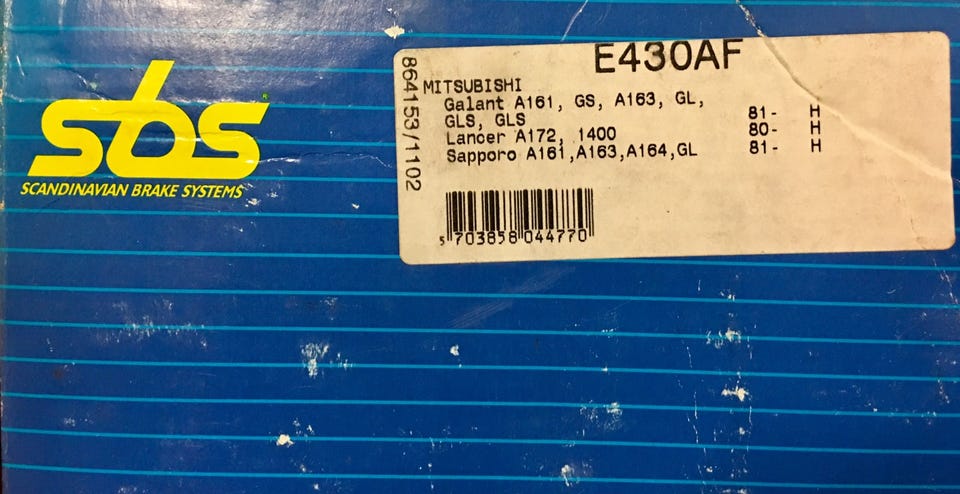 sbs
SCANDINAVIAN BRAKE SYSTEMS
E430AF
864153/1102
MITSUBISHI
Galant A161, GS, A163, GL,
GLS, GLS 81- H
Lancer A172, 1400 80- H
Sapporo A161,A163,A164,GL 81- H
5 703858 044770